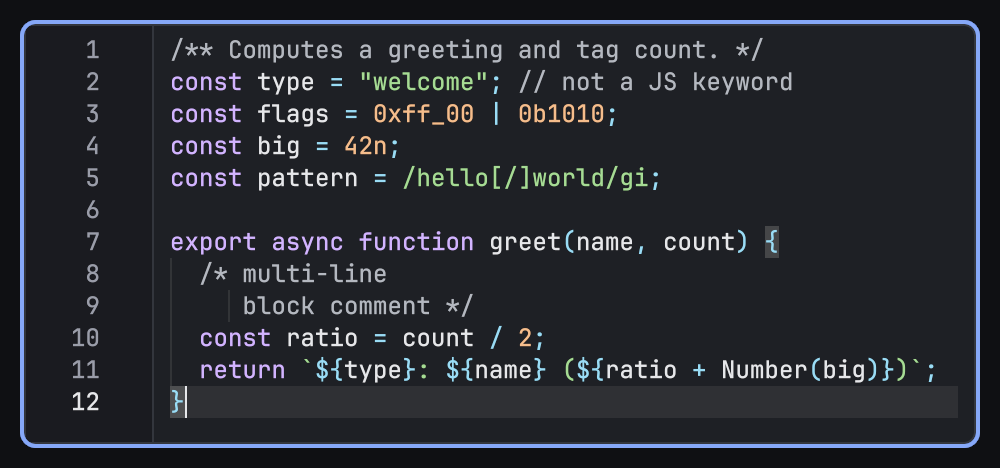 1 /** Computes a greeting and tag count. */
2 const type = "welcome"; // not a JS keyword
3 const flags = 0xff_00 | 0b1010;
4 const big = 42n;
5 const pattern = /hello[/]world/gi;
6
7 export async function greet(name, count) {
8   /* multi-line
9      block comment */
10   const ratio = count / 2;
11   return `${type}: ${name} (${ratio + Number(big)})`;
12 }